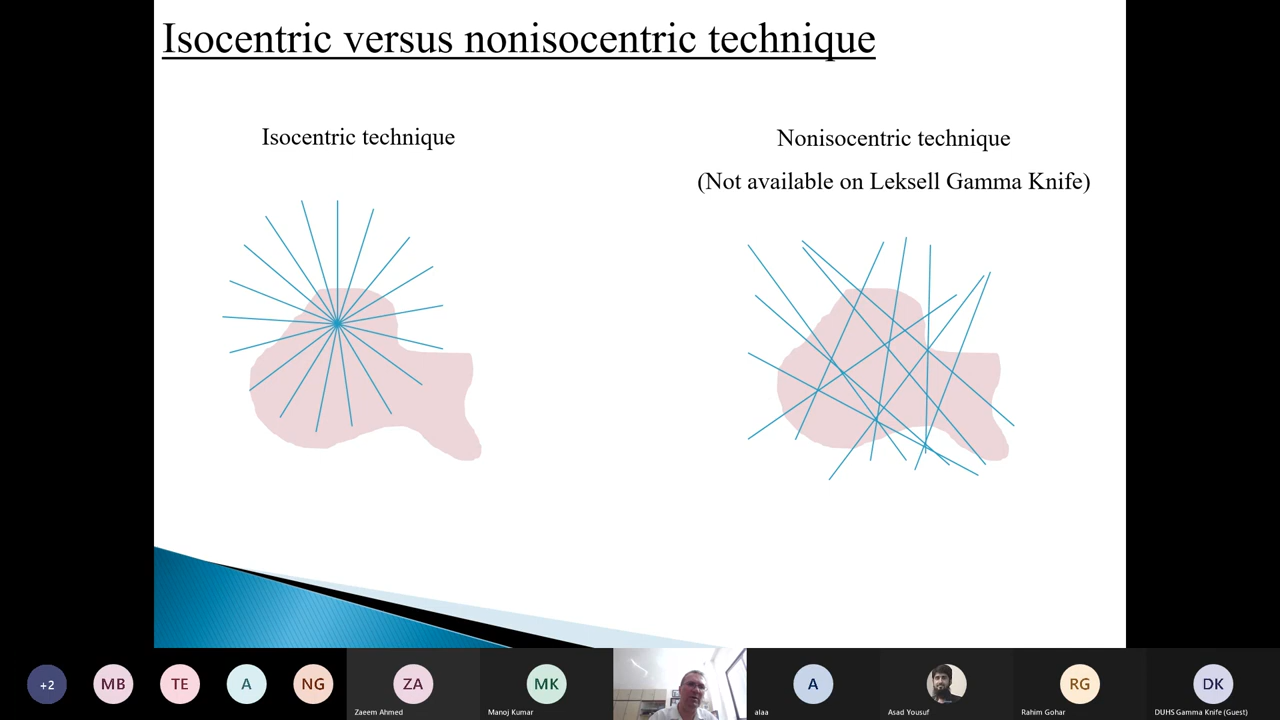 Isocentric versus nonisocentric technique
Isocentric technique
Nonisocentric technique
(Not available on Leksell Gamma Knife)
+2
MB
TE
A
NG
ZA
MK
A
RG
DK
Zaeem Ahmed
Manoj Kumar
alaa
Asad Yousuf
Rahim Gohar
DUHS Gamma Knife (Guest)